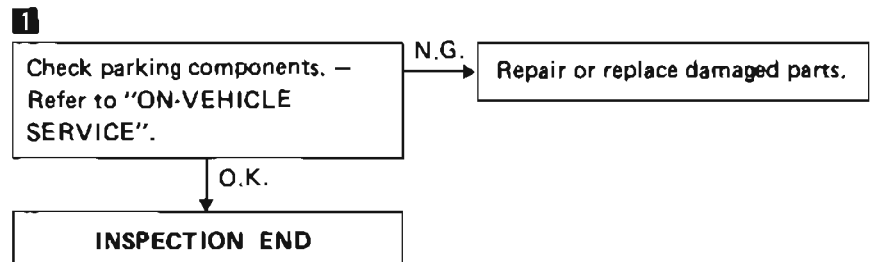 1
Check parking components. —
N.G.
Repair or replace damaged parts.
Refer to "ON-VEHICLE
SERVICE".
O.K.
INSPECTION END